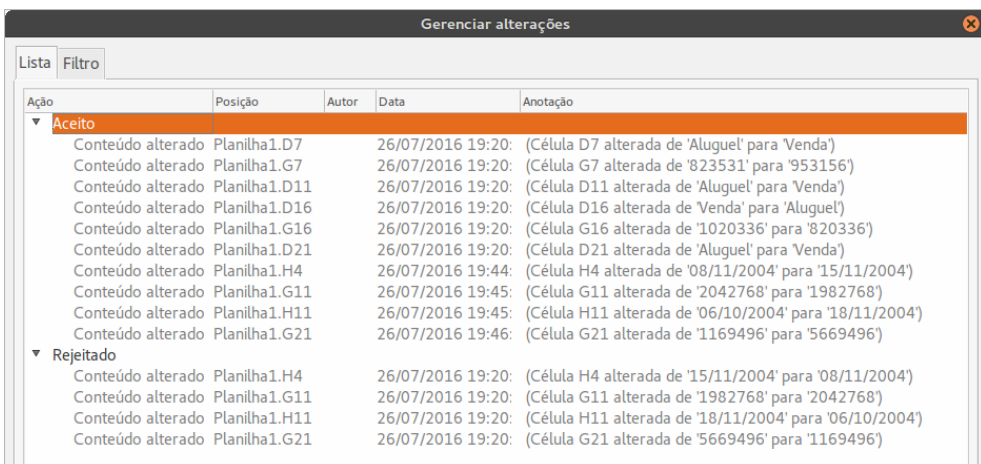 Gerenciar alterações
Lista Filtro
Ação Posição Autor Data Anotação
Aceito
Conteúdo alterado Planilha1.D7 26/07/2016 19:20: (Célula D7 alterada de 'Aluguel' para 'Venda')
Conteúdo alterado Planilha1.G7 26/07/2016 19:20: (Célula G7 alterada de '823531' para '953156')
Conteúdo alterado Planilha1.D11 26/07/2016 19:20: (Célula D11 alterada de 'Aluguel' para 'Venda')
Conteúdo alterado Planilha1.D16 26/07/2016 19:20: (Célula D16 alterada de 'Venda' para 'Aluguel')
Conteúdo alterado Planilha1.G16 26/07/2016 19:20: (Célula G16 alterada de '1020336' para '820336')
Conteúdo alterado Planilha1.D21 26/07/2016 19:20: (Célula D21 alterada de 'Aluguel' para 'Venda')
Conteúdo alterado Planilha1.H4 26/07/2016 19:44: (Célula H4 alterada de '08/11/2004' para '15/11/2004')
Conteúdo alterado Planilha1.G11 26/07/2016 19:45: (Célula G11 alterada de '2042768' para '1982768')
Conteúdo alterado Planilha1.H11 26/07/2016 19:45: (Célula H11 alterada de '06/10/2004' para '18/11/2004')
Conteúdo alterado Planilha1.G21 26/07/2016 19:46: (Célula G21 alterada de '1169496' para '5669496')
Rejeitado
Conteúdo alterado Planilha1.H4 26/07/2016 19:20: (Célula H4 alterada de '15/11/2004' para '08/11/2004')
Conteúdo alterado Planilha1.G11 26/07/2016 19:20: (Célula G11 alterada de '1982768' para '2042768')
Conteúdo alterado Planilha1.H11 26/07/2016 19:20: (Célula H11 alterada de '18/11/2004' para '06/10/2004')
Conteúdo alterado Planilha1.G21 26/07/2016 19:20: (Célula G21 alterada de '5669496' para '1169496')